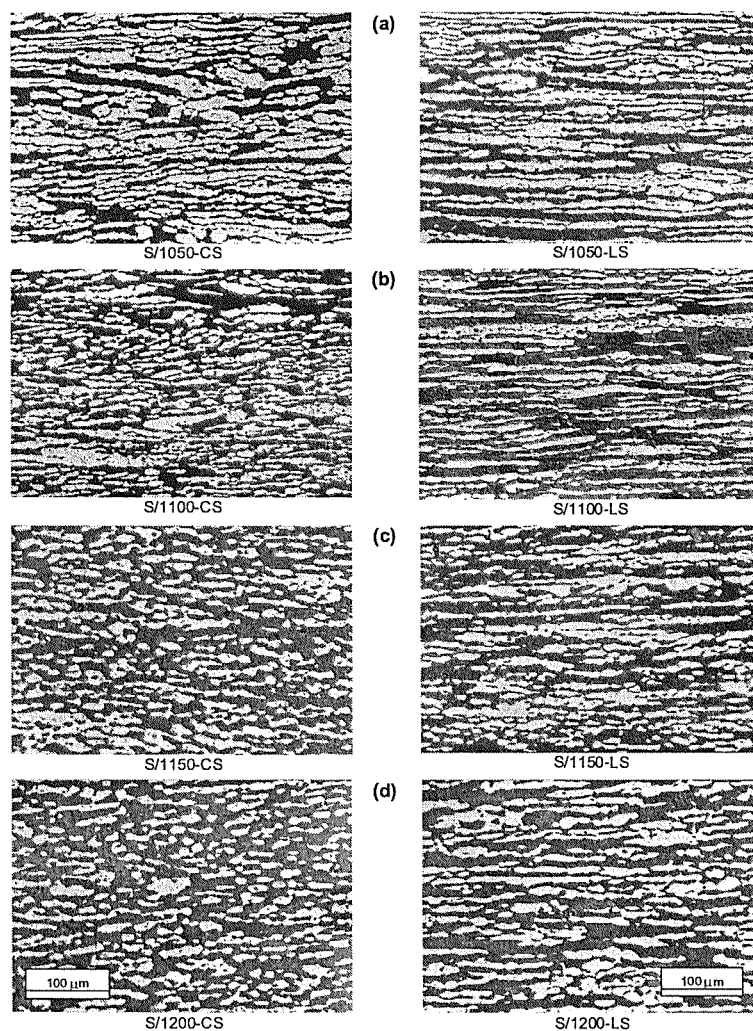 (a)
S/1050-CS
S/1050-LS
(b)
S/1100-CS
S/1100-LS
(c)
S/1150-CS
S/1150-LS
(d)
100 µm
100 µm
S/1200-CS
S/1200-LS